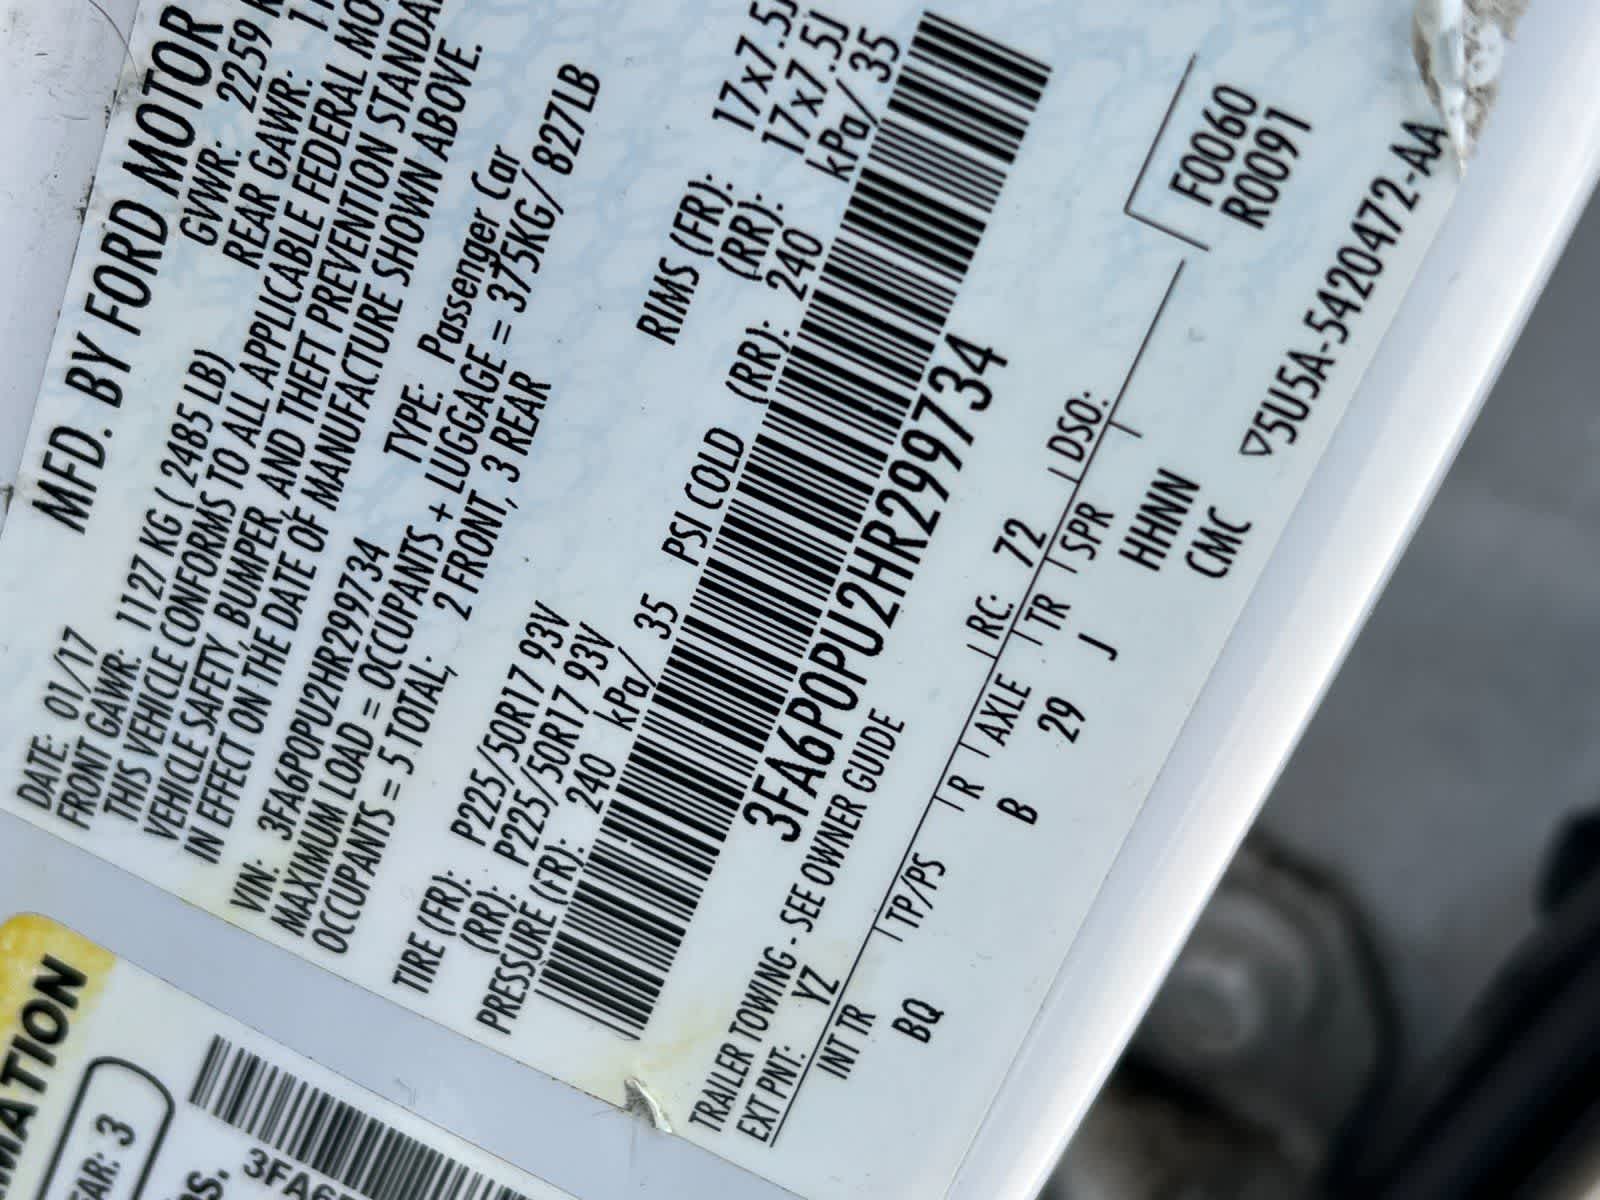 MFD. BY FORD MOTOR
DATE: 01/17 GVWR: 2259 K
FRONT GAWR: 1127 KG ( 2485 LB) REAR GAWR: 11
THIS VEHICLE CONFORMS TO ALL APPLICABLE FEDERAL MO
VEHICLE SAFETY, BUMPER, AND THEFT PREVENTION STANDA
IN EFFECT ON THE DATE OF MANUFACTURE SHOWN ABOVE.
VIN: 3FA6P0PU2HR299734 TYPE: Passenger Car
MAXIMUM LOAD = OCCUPANTS + LUGGAGE = 375KG/ 827LB
OCCUPANTS = 5 TOTAL; 2 FRONT, 3 REAR
TIRE (FR): P225/50R17 93V RIMS (FR): 17x7.5J
(RR): P225/50R17 93V (RR): 17x7.5J
PRESSURE (FR): 240 kPa/ 35 PSI COLD (RR): 240 kPa/ 35
3FA6P0PU2HR299734
TRAILER TOWING - SEE OWNER GUIDE
EXT PNT: YZ RC: 72 DSO:
INT TR TP/PS R AXLE TR SPR F0060
BQ B 29 J HHNN R0091
CMC
▽5U5A-5420472-AA
MATION
EAR: 3
3FA6